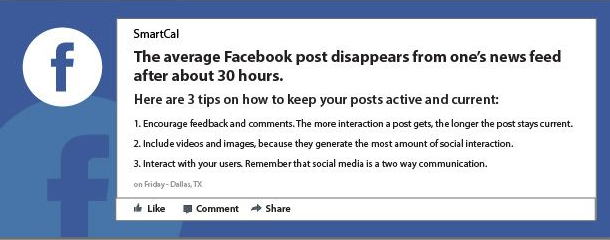 SmartCal
The average Facebook post disappears from one's news feed
after about 30 hours.
Here are 3 tips on how to keep your posts active and current:
1. Encourage feedback and comments. The more interaction a post gets, the longer the post stays current.
2. Include videos and images, because they generate the most amount of social interaction.
3. Interact with your users. Remember that social media is a two way communication.
on Friday - Dallas, TX
Like Comment Share